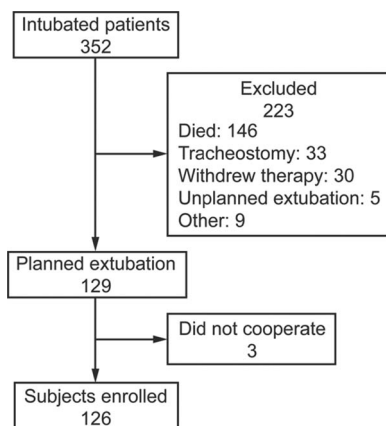 Intubated patients
352
Excluded
223
Died: 146
Tracheostomy: 33
Withdrew therapy: 30
Unplanned extubation: 5
Other: 9
Planned extubation
129
Did not cooperate
3
Subjects enrolled
126